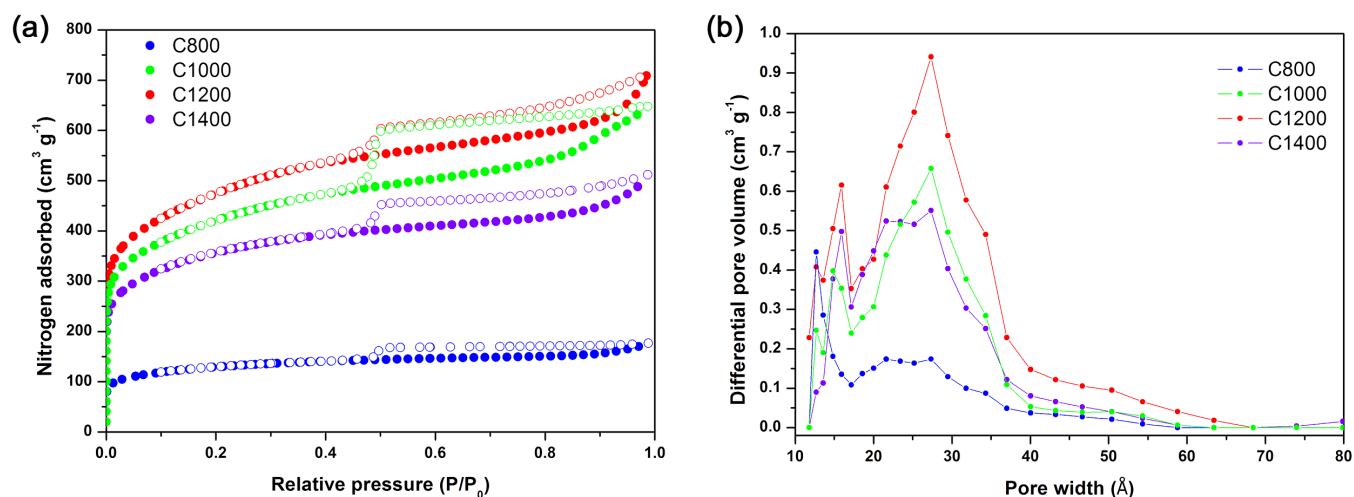 (a)
800
700
600
500
400
300
200
100
0
0.0 0.2 0.4 0.6 0.8 1.0
Nitrogen adsorbed (cm³ g⁻¹)
Relative pressure (P/P₀)
C800
C1000
C1200
C1400
(b)
1.0
0.9
0.8
0.7
0.6
0.5
0.4
0.3
0.2
0.1
0.0
10 20 30 40 50 60 70 80
Differential pore volume (cm³ g⁻¹)
Pore width (Å)
C800
C1000
C1200
C1400